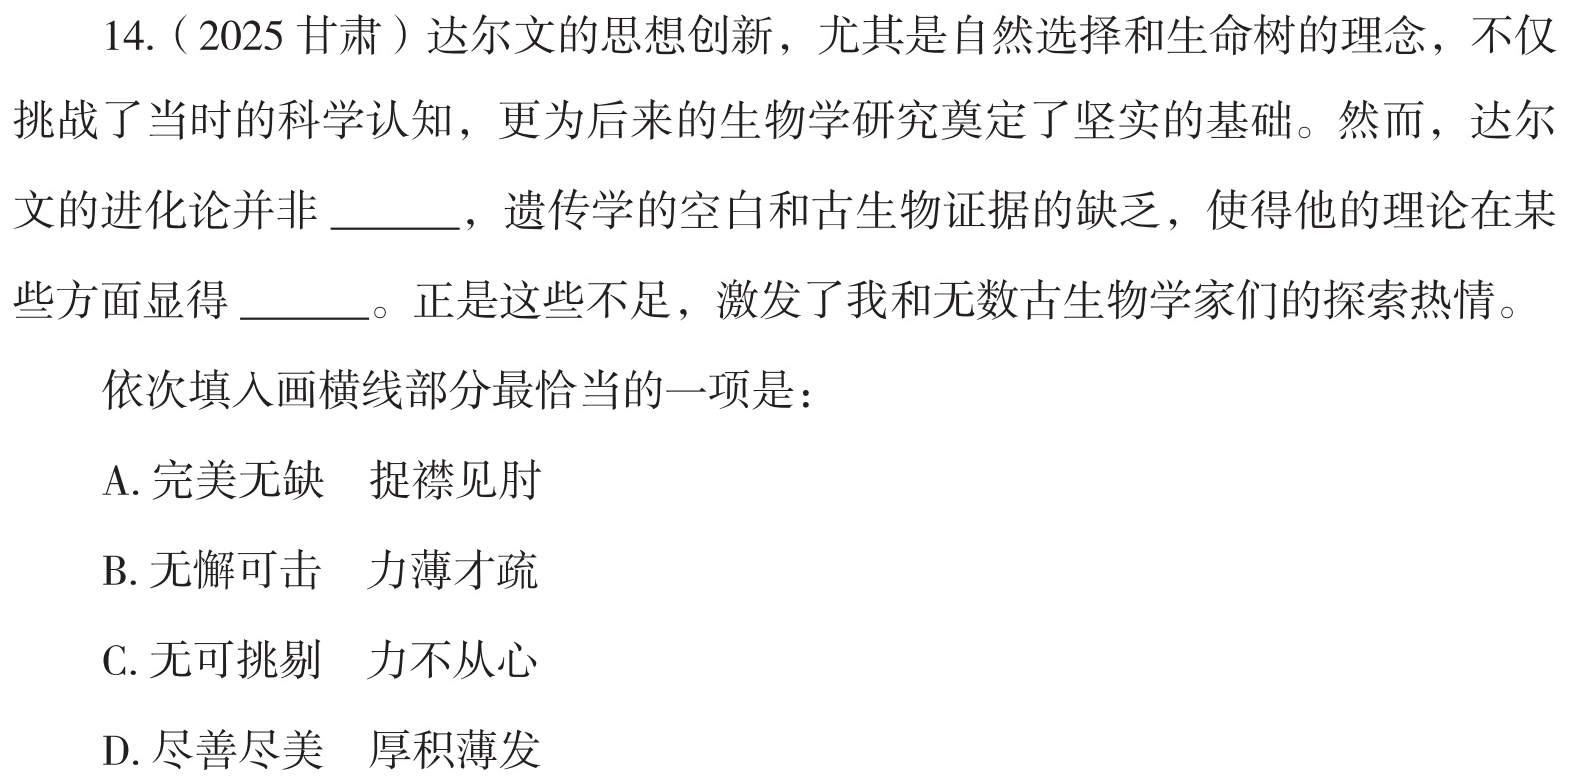 14.（2025 甘肃）达尔文的思想创新，尤其是自然选择和生命树的理念，不仅
挑战了当时的科学认知，更为后来的生物学研究奠定了坚实的基础。然而，达尔
文的进化论并非 ______，遗传学的空白和古生物证据的缺乏，使得他的理论在某
些方面显得 ______。正是这些不足，激发了我和无数古生物学家们的探索热情。
依次填入画横线部分最恰当的一项是：
A. 完美无缺　捉襟见肘
B. 无懈可击　力薄才疏
C. 无可挑剔　力不从心
D. 尽善尽美　厚积薄发